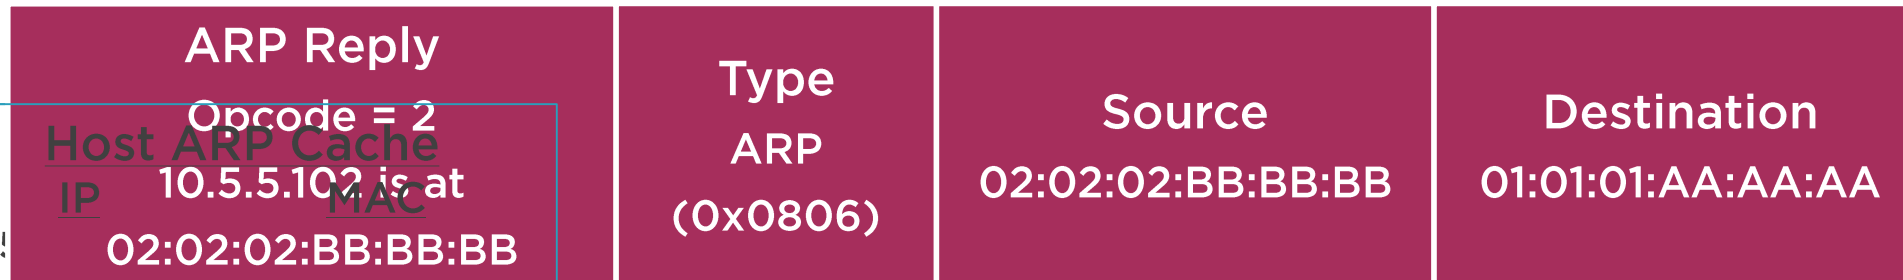 ARP Reply
Opcode = 2
10.5.5.102 is at
02:02:02:BB:BB:BB
Host ARP Cache
IP MAC
Type
ARP
(0x0806)
Source
02:02:02:BB:BB:BB
Destination
01:01:01:AA:AA:AA